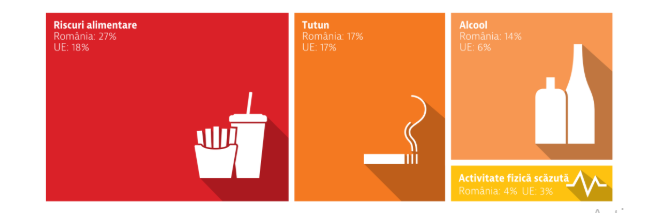 Riscuri alimentare
România: 27%
UE: 18%
Tutun
România: 17%
UE: 17%
Alcool
România: 14%
UE: 6%
Activitate fizică scăzută
România: 4% UE: 3%